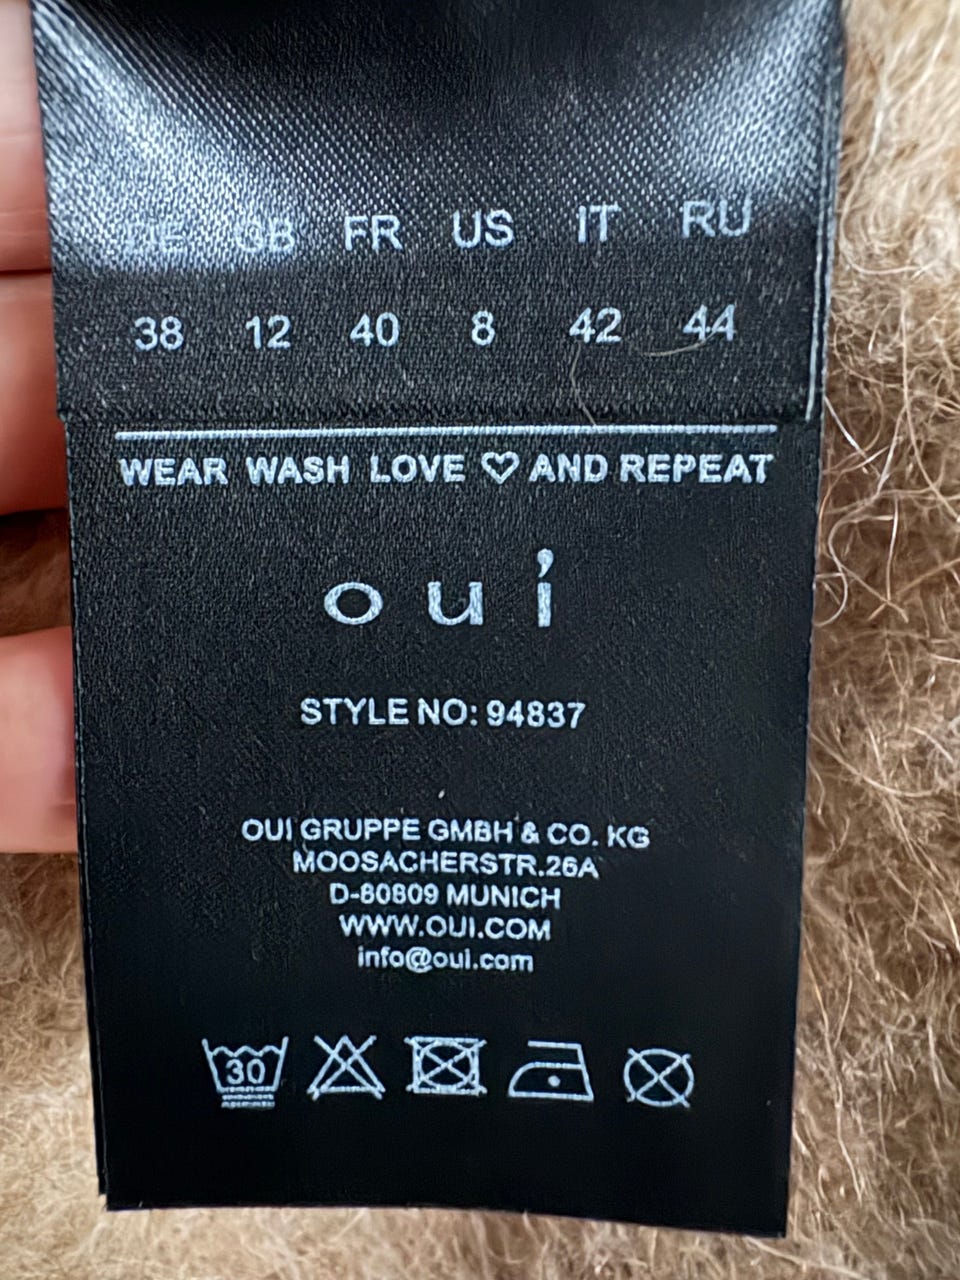 DE GB FR US IT RU
38 12 40 8 42 44
WEAR WASH LOVE ♡ AND REPEAT
oui
STYLE NO: 94837
OUI GRUPPE GMBH & CO. KG
MOOSACHERSTR.26A
D-80809 MUNICH
WWW.OUI.COM
info@oui.com
30